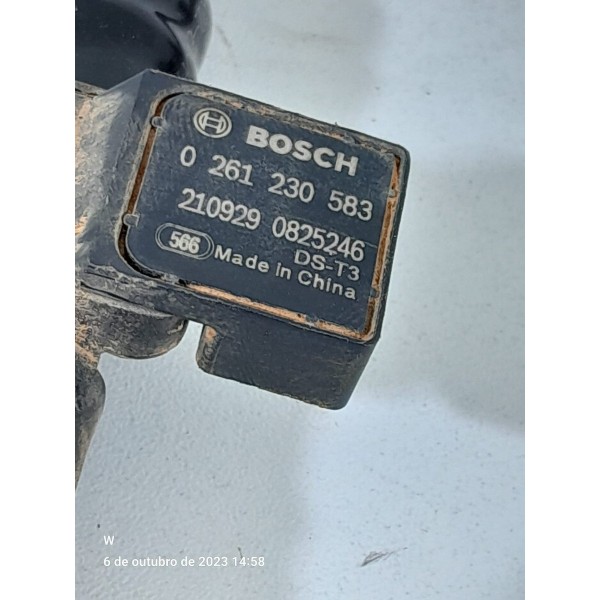 BOSCH
0 261 230 583
210929 0825246
DS-T3
566 Made in China
W
6 de outubro de 2023 14:58